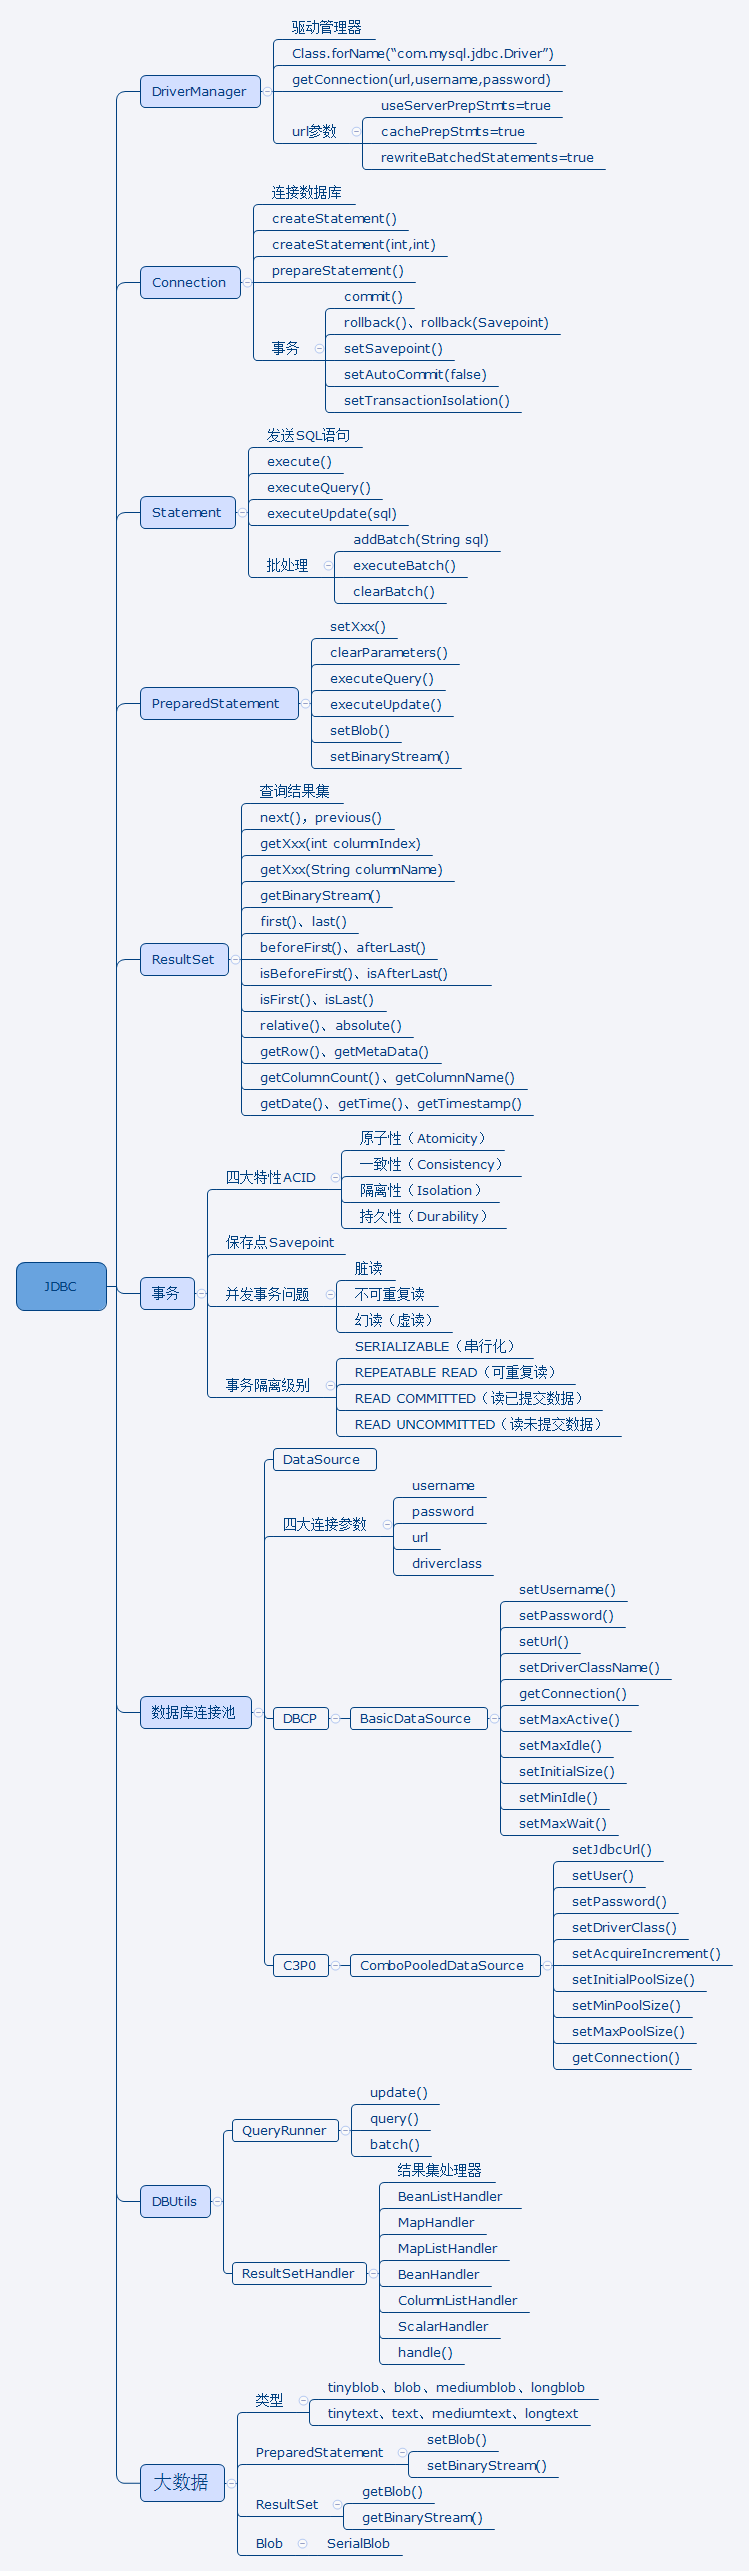 JDBC
DriverManager
驱动管理器
Class.forName(“com.mysql.jdbc.Driver”)
getConnection(url,username,password)
url参数
useServerPrepStmts=true
cachePrepStmts=true
rewriteBatchedStatements=true
Connection
连接数据库
createStatement()
createStatement(int,int)
prepareStatement()
事务
commit()
rollback()、rollback(Savepoint)
setSavepoint()
setAutoCommit(false)
setTransactionIsolation()
Statement
发送SQL语句
execute()
executeQuery()
executeUpdate(sql)
批处理
addBatch(String sql)
executeBatch()
clearBatch()
PreparedStatement
setXxx()
clearParameters()
executeQuery()
executeUpdate()
setBlob()
setBinaryStream()
ResultSet
查询结果集
next()，previous()
getXxx(int columnIndex)
getXxx(String columnName)
getBinaryStream()
first()、last()
beforeFirst()、afterLast()
isBeforeFirst()、isAfterLast()
isFirst()、isLast()
relative()、absolute()
getRow()、getMetaData()
getColumnCount()、getColumnName()
getDate()、getTime()、getTimestamp()
事务
四大特性ACID
原子性（Atomicity）
一致性（Consistency）
隔离性（Isolation）
持久性（Durability）
保存点Savepoint
并发事务问题
脏读
不可重复读
幻读（虚读）
事务隔离级别
SERIALIZABLE（串行化）
REPEATABLE READ（可重复读）
READ COMMITTED（读已提交数据）
READ UNCOMMITTED（读未提交数据）
数据库连接池
DataSource
四大连接参数
username
password
url
driverclass
DBCP
BasicDataSource
setUsername()
setPassword()
setUrl()
setDriverClassName()
getConnection()
setMaxActive()
setMaxIdle()
setInitialSize()
setMinIdle()
setMaxWait()
C3P0
ComboPooledDataSource
setJdbcUrl()
setUser()
setPassword()
setDriverClass()
setAcquireIncrement()
setInitialPoolSize()
setMinPoolSize()
setMaxPoolSize()
getConnection()
DBUtils
QueryRunner
update()
query()
batch()
ResultSetHandler
结果集处理器
BeanListHandler
MapHandler
MapListHandler
BeanHandler
ColumnListHandler
ScalarHandler
handle()
大数据
类型
tinyblob、blob、mediumblob、longblob
tinytext、text、mediumtext、longtext
PreparedStatement
setBlob()
setBinaryStream()
ResultSet
getBlob()
getBinaryStream()
Blob
SerialBlob